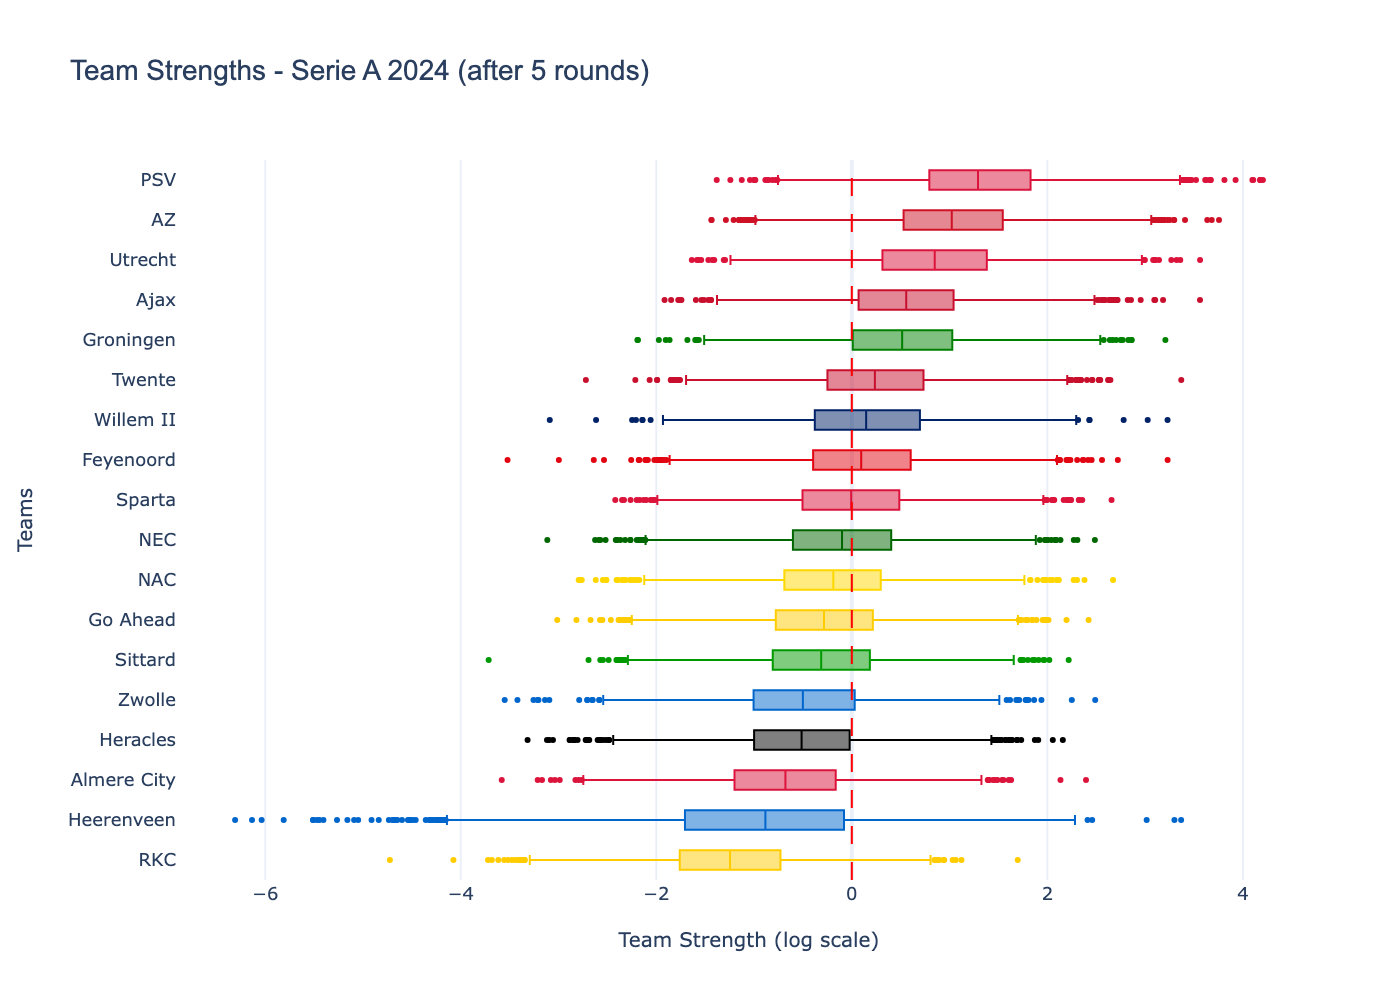 Team Strengths - Serie A 2024 (after 5 rounds)
Teams
PSV
AZ
Utrecht
Ajax
Groningen
Twente
Willem II
Feyenoord
Sparta
NEC
NAC
Go Ahead
Sittard
Zwolle
Heracles
Almere City
Heerenveen
RKC
−6 −4 −2 0 2 4
Team Strength (log scale)